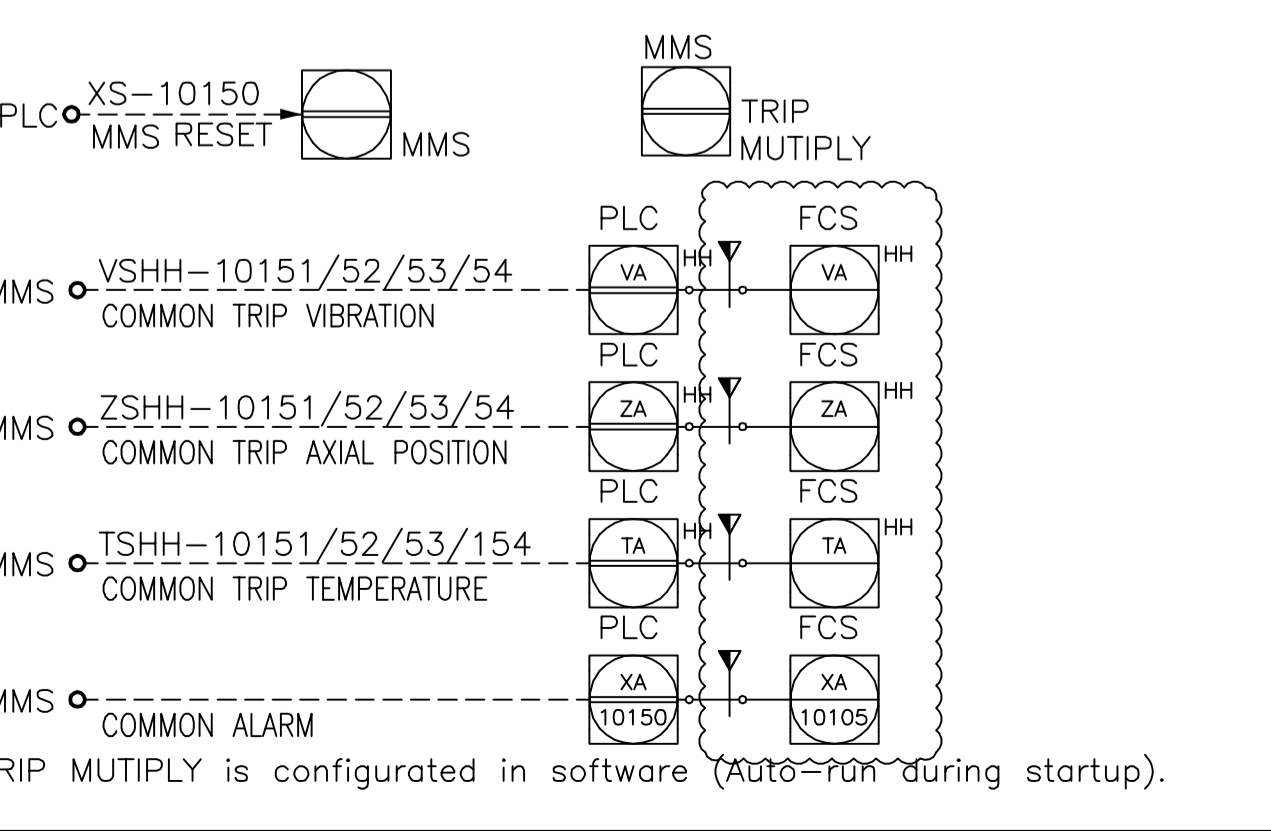 MMS
XS-10150
PLC
MMS RESET
MMS
TRIP
MUTIPLY
PLC
FCS
VSHH-10151/52/53/54
VA
HH
VA
HH
MMS
COMMON TRIP VIBRATION
PLC
FCS
ZSHH-10151/52/53/54
ZA
HH
ZA
HH
MMS
COMMON TRIP AXIAL POSITION
PLC
FCS
TSHH-10151/52/53/154
TA
HH
TA
HH
MMS
COMMON TRIP TEMPERATURE
PLC
FCS
XA
XA
MMS
10150
10105
COMMON ALARM
RIP MUTIPLY is configurated in software (Auto-run during startup).